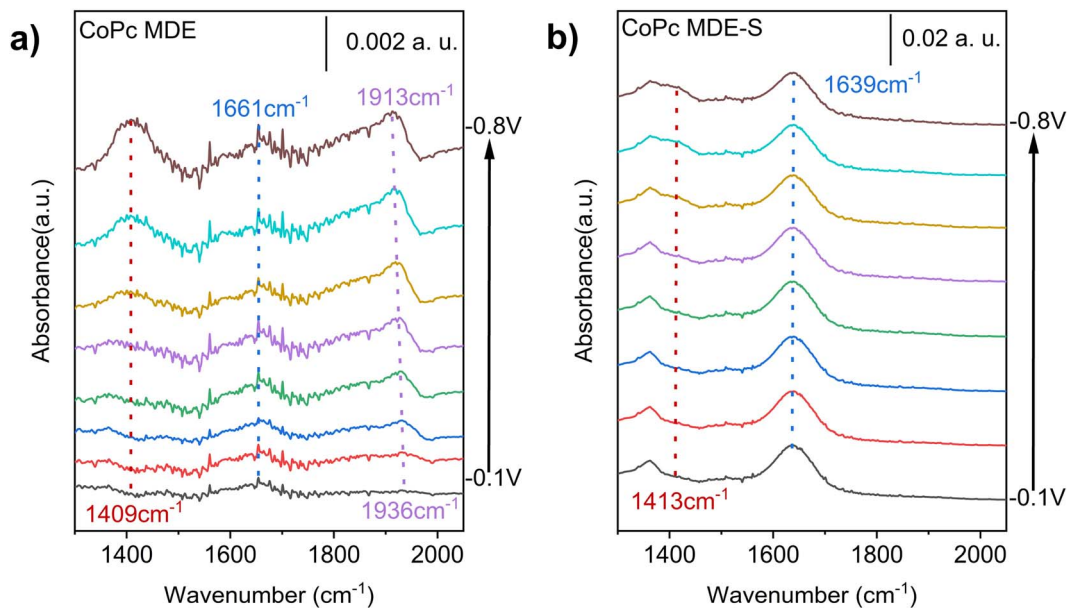 a)
CoPc MDE
0.002 a. u.
1661cm-1
1913cm-1
-0.8V
-0.1V
1409cm-1
1936cm-1
Absorbance(a.u.)
1400 1600 1800 2000
Wavenumber (cm-1)
b)
CoPc MDE-S
0.02 a. u.
1639cm-1
-0.8V
-0.1V
1413cm-1
Absorbance(a.u.)
1400 1600 1800 2000
Wavenumber (cm-1)